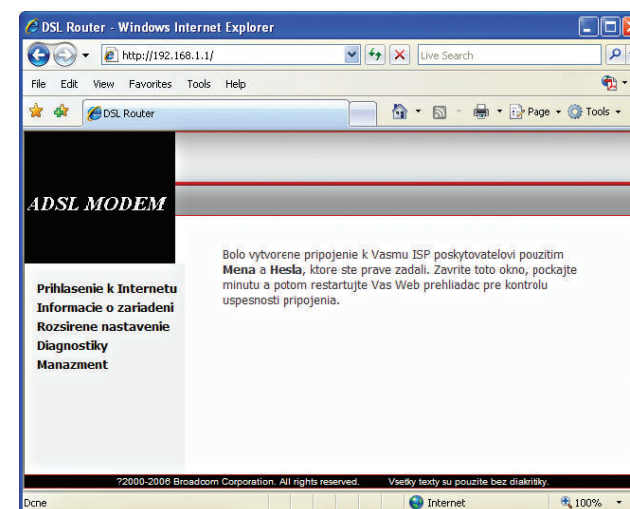 DSL Router - Windows Internet Explorer
http://192.168.1.1/
Live Search
File Edit View Favorites Tools Help
DSL Router
Page Tools
ADSL MODEM
Bolo vytvorene pripojenie k Vasmu ISP poskytovatelovi pouzitim
Mena a Hesla, ktore ste prave zadali. Zavrite toto okno, pockajte
minutu a potom restartujte Vas Web prehliadac pre kontrolu
uspesnosti pripojenia.
Prihlasenie k Internetu
Informacie o zariadeni
Rozsirene nastavenie
Diagnostiky
Manazment
?2000-2006 Broadcom Corporation. All rights reserved. Vsetky texty su pouzite bez diakritiky.
Done Internet 100%